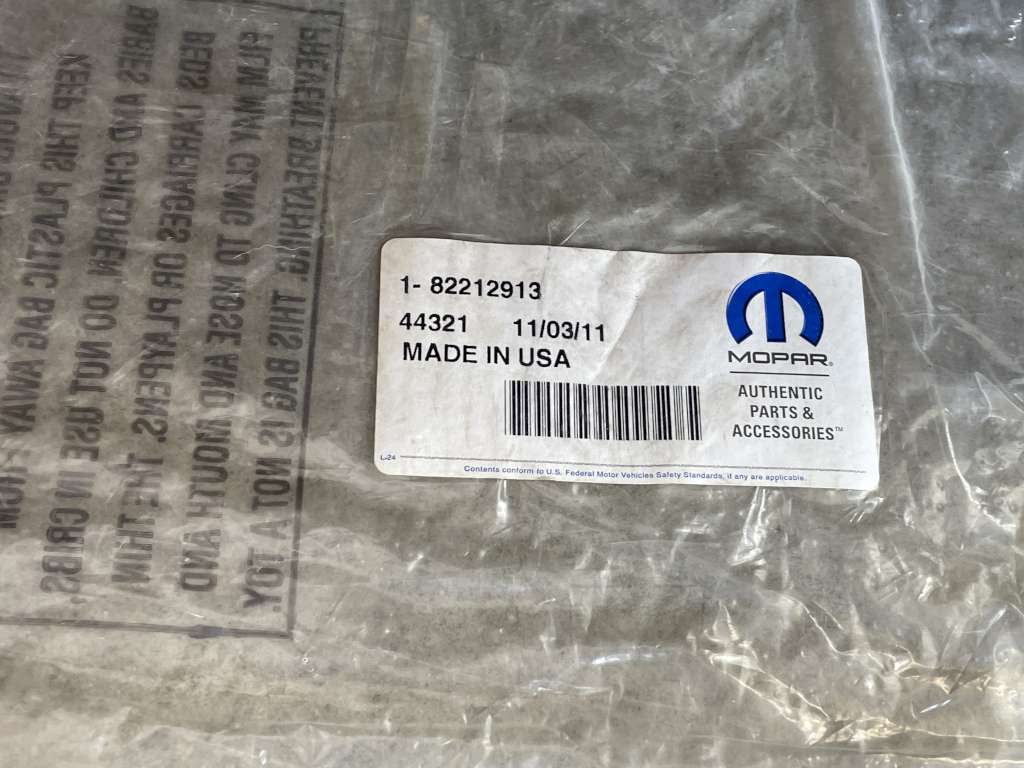 KEEP THIS PLASTIC BAG AWAY FROM
BABIES AND CHILDREN. DO NOT USE IN CRIBS,
BEDS, CARRIAGES OR PLAYPENS. THE THIN
FILM MAY CLING TO NOSE AND MOUTH AND
PREVENT BREATHING. THIS BAG IS NOT A TOY.
1- 82212913
44321 11/03/11
MADE IN USA
MOPAR®
AUTHENTIC
PARTS &
ACCESSORIES™
L-24
Contents conform to U.S. Federal Motor Vehicles Safety Standards, if any are applicable.